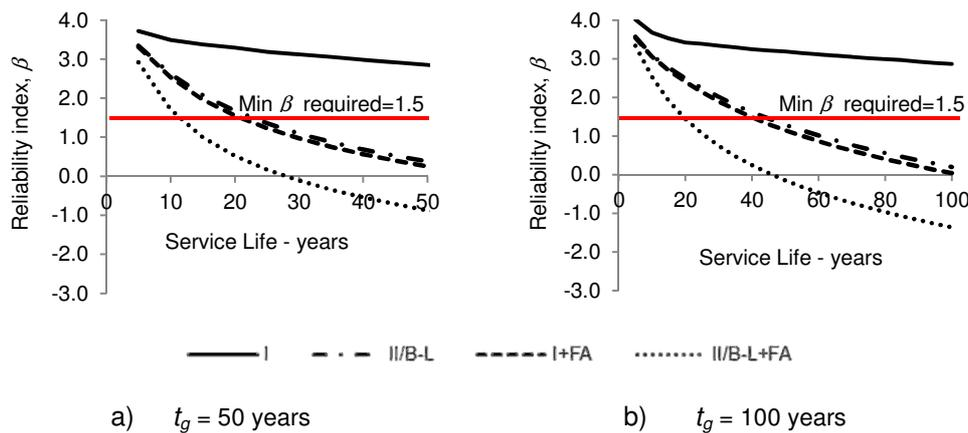 4.0
3.0
2.0
1.0
0.0
-1.0
-2.0
-3.0
0 10 20 30 40 50
Reliability index, β
Min β required=1.5
Service Life - years
4.0
3.0
2.0
1.0
0.0
-1.0
-2.0
-3.0
0 20 40 60 80 100
Reliability index, β
Min β required=1.5
Service Life - years
I II/B-L I+FA II/B-L+FA
a) tg = 50 years b) tg = 100 years